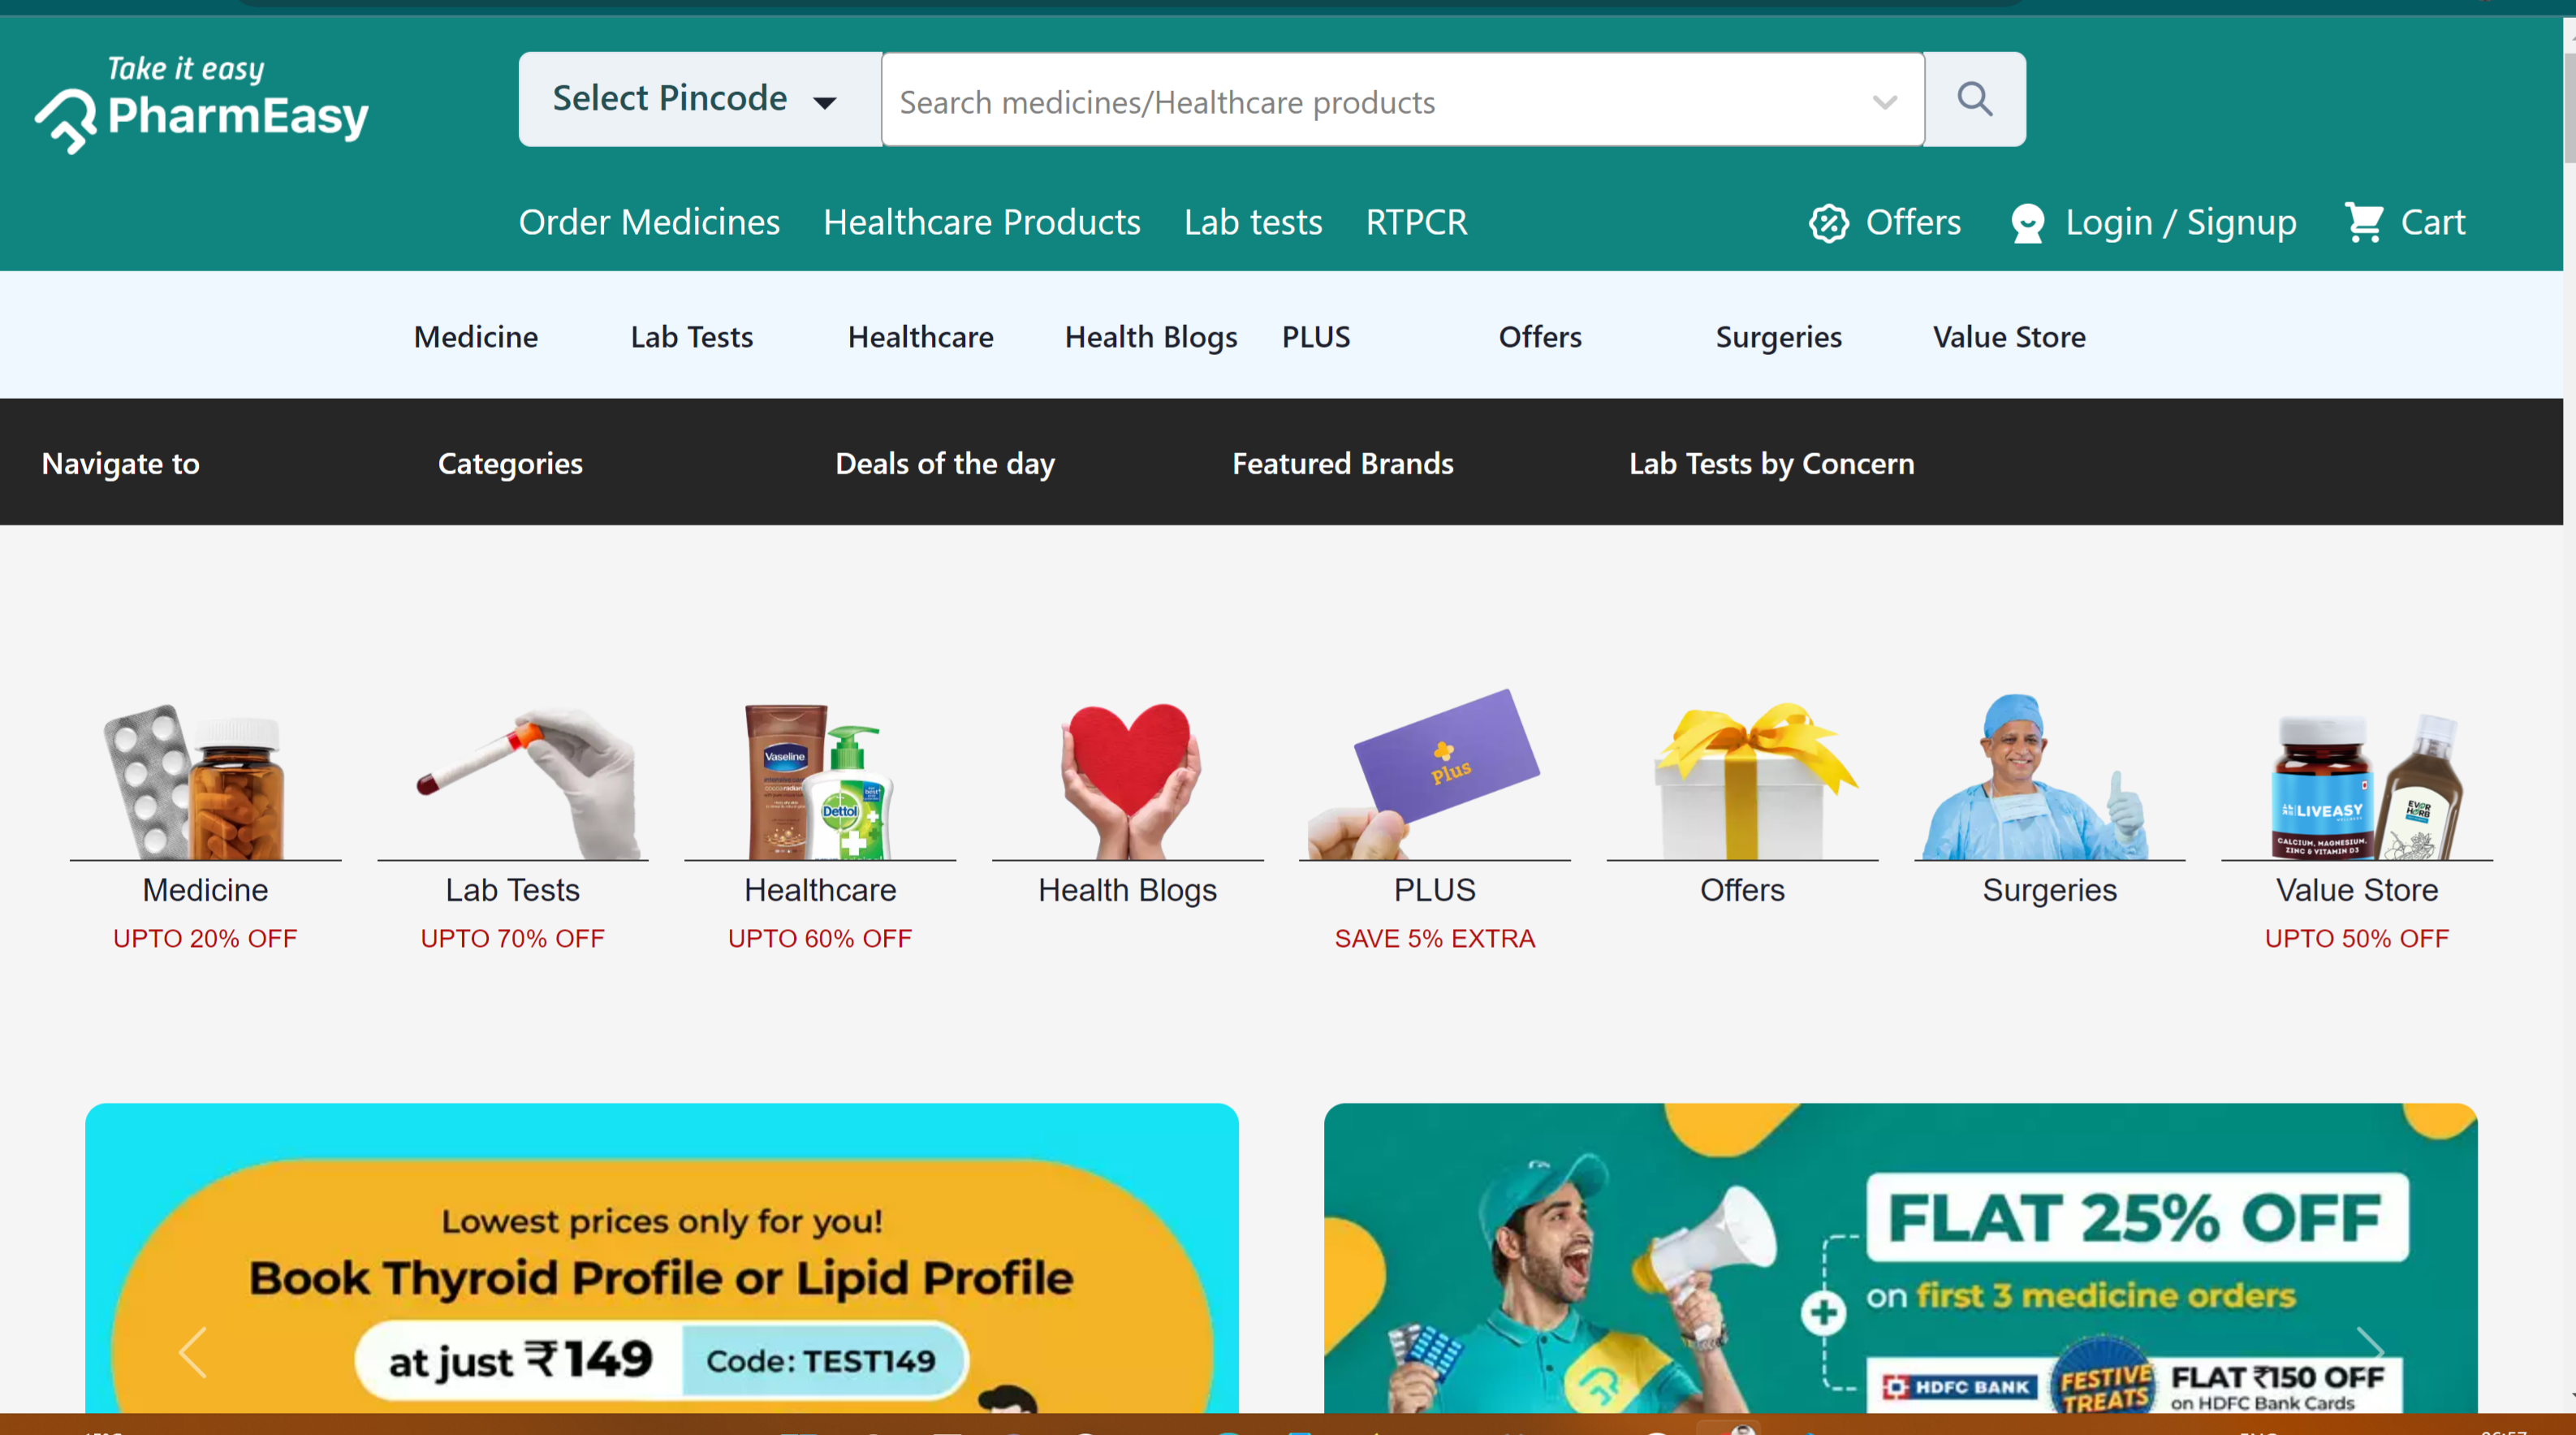 Take it easy
PharmEasy
Select Pincode
Search medicines/Healthcare products
Order Medicines Healthcare Products Lab tests RTPCR
Offers Login / Signup Cart
Medicine Lab Tests Healthcare Health Blogs PLUS Offers Surgeries Value Store
Navigate to Categories Deals of the day Featured Brands Lab Tests by Concern
Vaseline
Dettol
Plus
LIVEASY
CALCIUM, MAGNESIUM,
ZINC & VITAMIN D3
EVER
HERB
Medicine Lab Tests Healthcare Health Blogs PLUS Offers Surgeries Value Store
UPTO 20% OFF UPTO 70% OFF UPTO 60% OFF SAVE 5% EXTRA UPTO 50% OFF
Lowest prices only for you!
Book Thyroid Profile or Lipid Profile
at just ₹149 Code: TEST149
FLAT 25% OFF
on first 3 medicine orders
HDFC BANK
FESTIVE
TREATS
FLAT ₹150 OFF
on HDFC Bank Cards